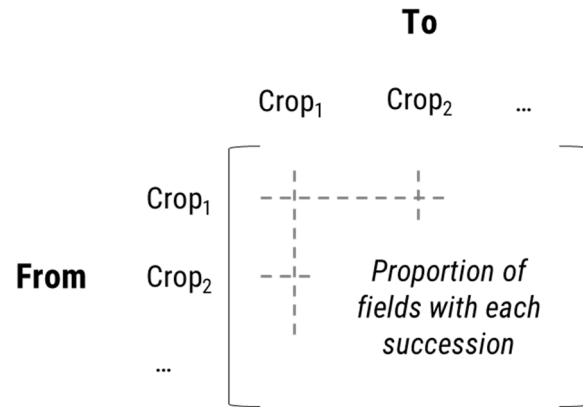 To
Crop₁ Crop₂ ...
Crop₁
From Crop₂
...
Proportion of
fields with each
succession